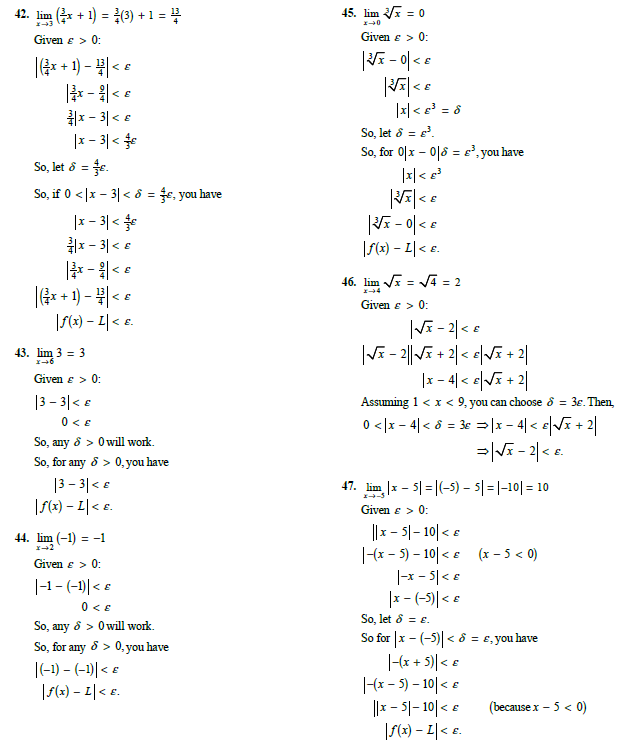 42. lim x→3 (3/4 x + 1) = 3/4(3) + 1 = 13/4
Given ε > 0:
|(3/4 x + 1) − 13/4| < ε
|3/4 x − 9/4| < ε
3/4|x − 3| < ε
|x − 3| < 4/3 ε
So, let δ = 4/3 ε.
So, if 0 < |x − 3| < δ = 4/3 ε, you have
|x − 3| < 4/3 ε
3/4|x − 3| < ε
|3/4 x − 9/4| < ε
|(3/4 x + 1) − 13/4| < ε
|f(x) − L| < ε.
43. lim x→6 3 = 3
Given ε > 0:
|3 − 3| < ε
0 < ε
So, any δ > 0 will work.
So, for any δ > 0, you have
|3 − 3| < ε
|f(x) − L| < ε.
44. lim x→2 (−1) = −1
Given ε > 0:
|−1 − (−1)| < ε
0 < ε
So, any δ > 0 will work.
So, for any δ > 0, you have
|(−1) − (−1)| < ε
|f(x) − L| < ε.
45. lim x→0 ∛x = 0
Given ε > 0:
|∛x − 0| < ε
|∛x| < ε
|x| < ε³ = δ
So, let δ = ε³.
So, for 0|x − 0|δ = ε³, you have
|x| < ε³
|∛x| < ε
|∛x − 0| < ε
|f(x) − L| < ε.
46. lim x→4 √x = √4 = 2
Given ε > 0:
|√x − 2| < ε
|√x − 2||√x + 2| < ε|√x + 2|
|x − 4| < ε|√x + 2|
Assuming 1 < x < 9, you can choose δ = 3ε. Then,
0 < |x − 4| < δ = 3ε ⇒ |x − 4| < ε|√x + 2|
⇒ |√x − 2| < ε.
47. lim x→−5 |x − 5| = |(−5) − 5| = |−10| = 10
Given ε > 0:
||x − 5| − 10| < ε
|−(x − 5) − 10| < ε (x − 5 < 0)
|−x − 5| < ε
|x − (−5)| < ε
So, let δ = ε.
So for |x − (−5)| < δ = ε, you have
|−(x + 5)| < ε
|−(x − 5) − 10| < ε
||x − 5| − 10| < ε (because x − 5 < 0)
|f(x) − L| < ε.